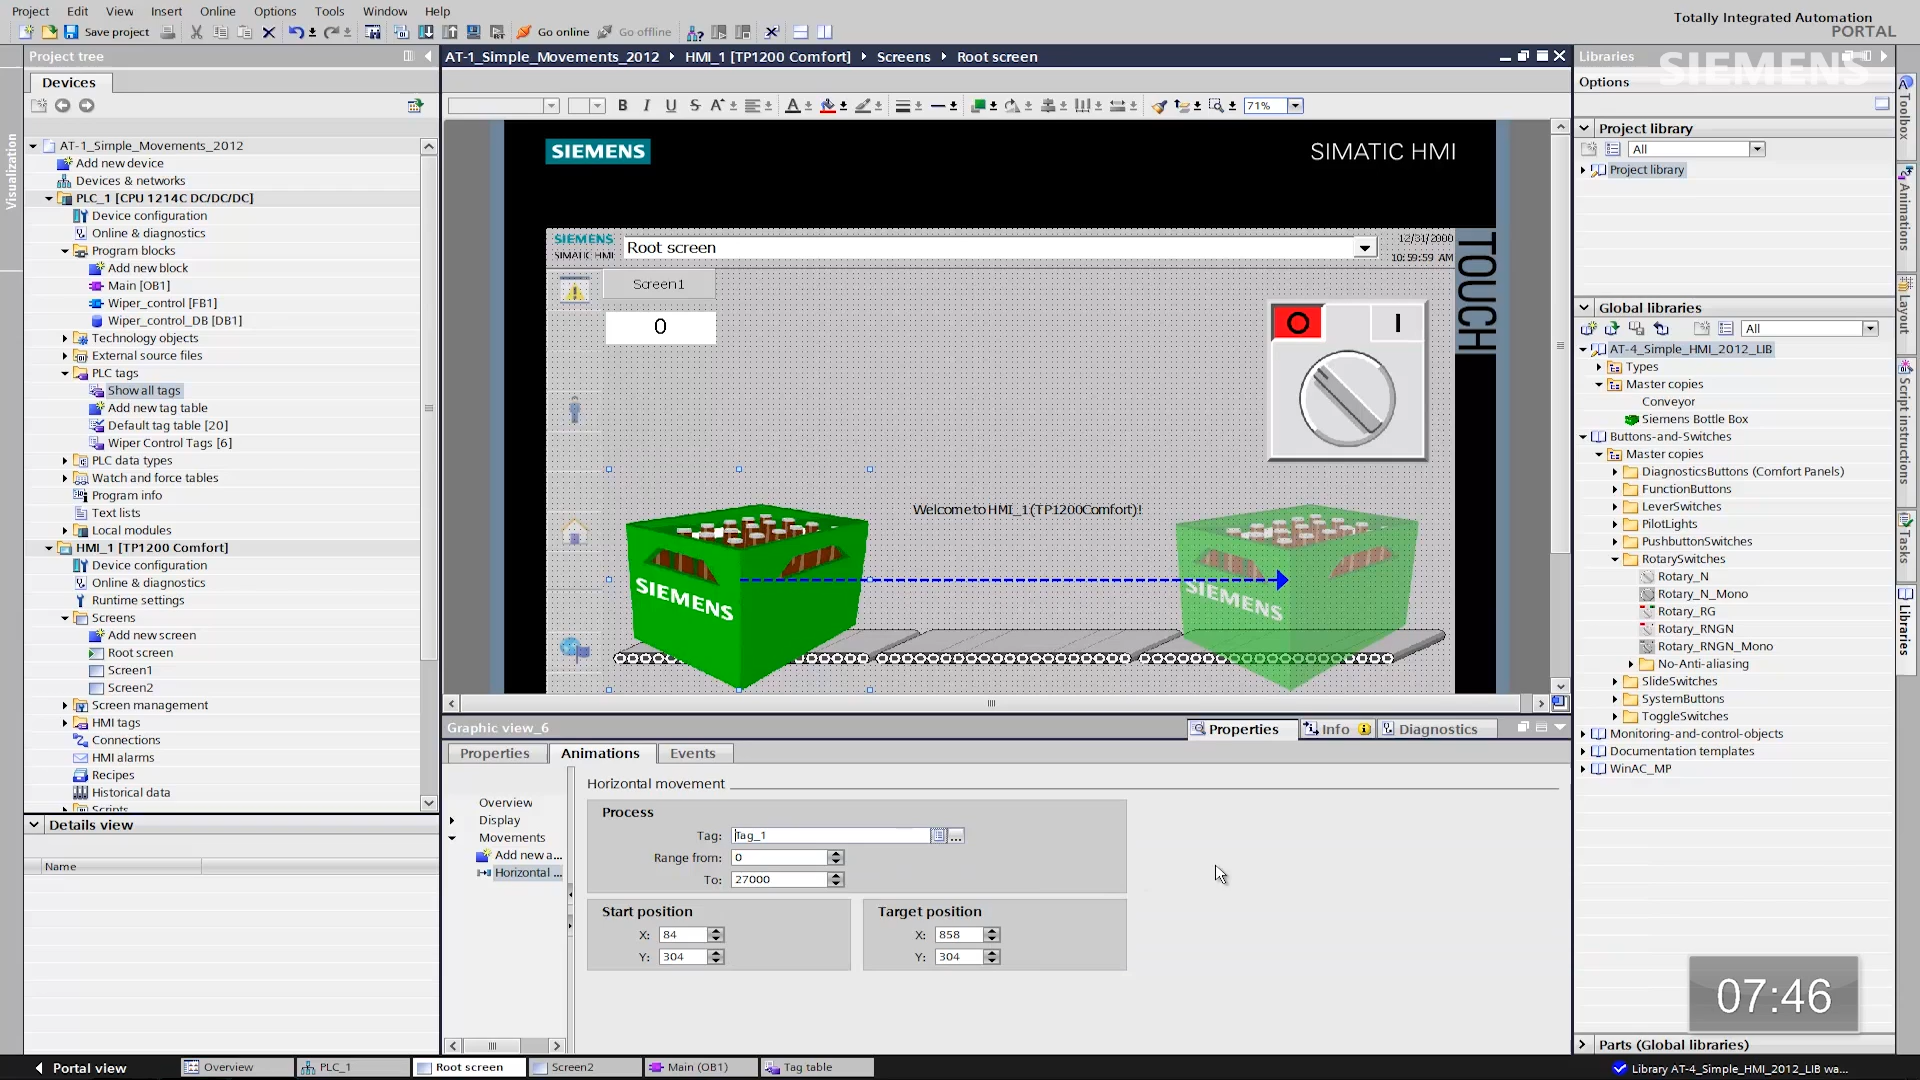 Project Edit View Insert Online Options Tools Window Help
Totally Integrated Automation
PORTAL
Save project Go online Go offline
Project tree
AT-1_Simple_Movements_2012 HMI_1 [TP1200 Comfort] Screens Root screen
Libraries
SIEMENS
Devices
Options
71%
Visualization
Project library
All
Project library
AT-1_Simple_Movements_2012
Add new device
Devices & networks
PLC_1 [CPU 1214C DC/DC/DC]
Device configuration
Online & diagnostics
Program blocks
Add new block
Main [OB1]
Wiper_control [FB1]
Wiper_control_DB [DB1]
Technology objects
External source files
PLC tags
Show all tags
Add new tag table
Default tag table [20]
Wiper Control Tags [6]
PLC data types
Watch and force tables
Program info
Text lists
Local modules
HMI_1 [TP1200 Comfort]
Device configuration
Online & diagnostics
Runtime settings
Screens
Add new screen
Root screen
Screen1
Screen2
Screen management
HMI tags
Connections
HMI alarms
Recipes
Historical data
Scripts
Details view
Name
SIEMENS
SIMATIC HMI
SIEMENS
SIMATIC HMI
Root screen
12/31/2000
10:59:59 AM
TOUCH
Screen1
0
O I
Welcome to HMI_1 (TP1200 Comfort)!
SIEMENS
SIEMENS
Graphic view_6
Properties Info Diagnostics
Properties Animations Events
Overview
Display
Movements
Add new a...
Horizontal ...
Horizontal movement
Process
Tag: Tag_1
Range from: 0
To: 27000
Start position
X: 84
Y: 304
Target position
X: 858
Y: 304
Global libraries
All
AT-4_Simple_HMI_2012_LIB
Types
Master copies
Conveyor
Siemens Bottle Box
Buttons-and-Switches
Master copies
DiagnosticsButtons (Comfort Panels)
FunctionButtons
LeverSwitches
PilotLights
PushbuttonSwitches
RotarySwitches
Rotary_N
Rotary_N_Mono
Rotary_RG
Rotary_RNGN
Rotary_RNGN_Mono
No-Anti-aliasing
SlideSwitches
SystemButtons
ToggleSwitches
Monitoring-and-control-objects
Documentation templates
WinAC_MP
Toolbox
Animations
Layout
Script instructions
Tasks
Libraries
07:46
Parts (Global libraries)
Portal view Overview PLC_1 Root screen Screen2 Main (OB1) Tag table
Library AT-4_Simple_HMI_2012_LIB wa...